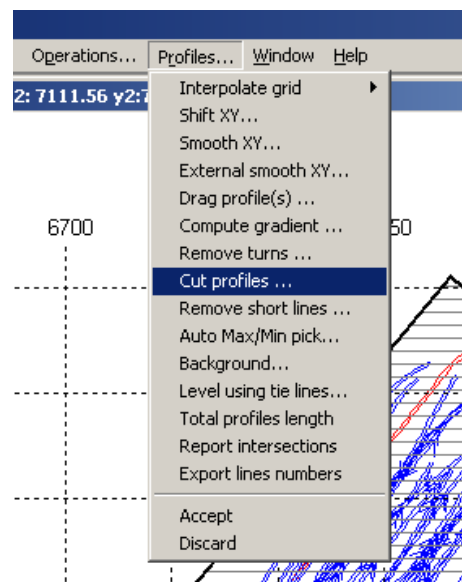 Operations... Profiles... Window Help
2: 7111.56 y2:7
Interpolate grid
Shift XY...
Smooth XY...
External smooth XY...
Drag profile(s) ...
6700
Compute gradient ...
50
Remove turns ...
Cut profiles ...
Remove short lines ...
Auto Max/Min pick...
Background...
Level using tie lines...
Total profiles length
Report intersections
Export lines numbers
Accept
Discard